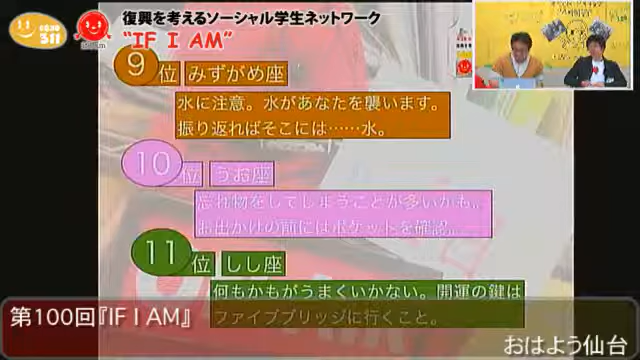 復興を考えるソーシャル学生ネットワーク
"IF I AM"
9位 みずがめ座
水に注意。水があなたを襲います。
振り返ればそこには……水。
10位 うお座
忘れ物をしてしまうことが多いかも。
お出かけの前にはポケットを確認。
11位 しし座
何もかもがうまくいかない。開運の鍵は
ファイブブリッジに行くこと。
第100回『IF I AM』
おはよう仙台